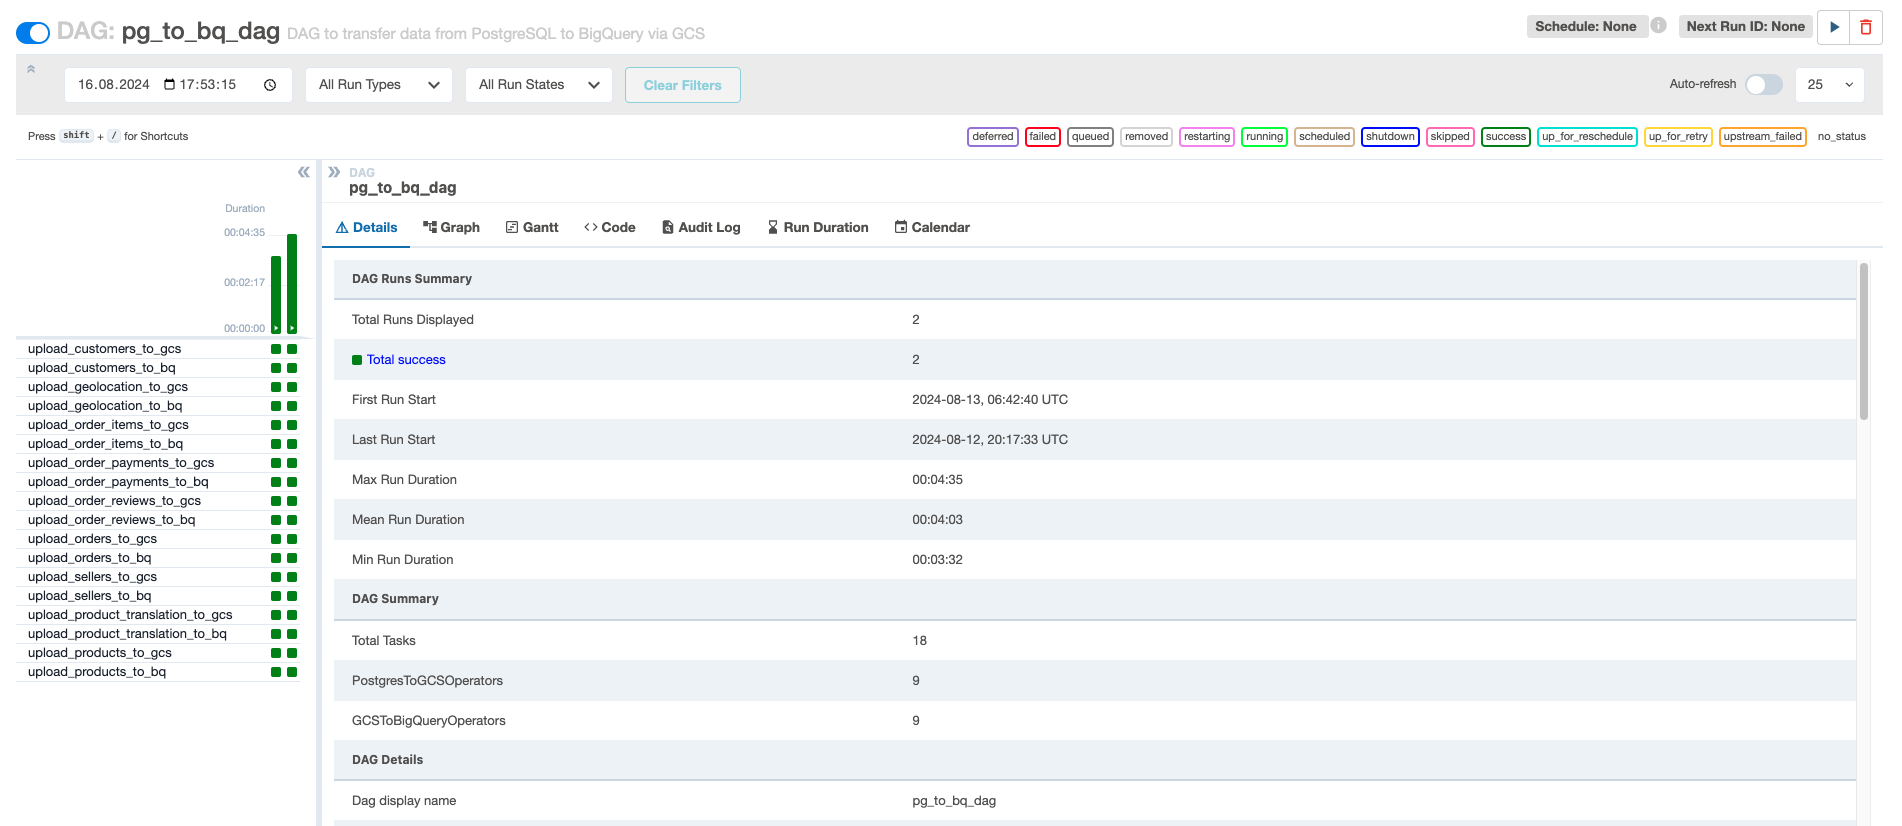 DAG: pg_to_bq_dag DAG to transfer data from PostgreSQL to BigQuery via GCS
Schedule: None
Next Run ID: None
16.08.2024 17:53:15
All Run Types
All Run States
Clear Filters
Auto-refresh
25
Press shift + / for Shortcuts
deferred failed queued removed restarting running scheduled shutdown skipped success up_for_reschedule up_for_retry upstream_failed no_status
Duration
00:04:35
00:02:17
00:00:00
upload_customers_to_gcs
upload_customers_to_bq
upload_geolocation_to_gcs
upload_geolocation_to_bq
upload_order_items_to_gcs
upload_order_items_to_bq
upload_order_payments_to_gcs
upload_order_payments_to_bq
upload_order_reviews_to_gcs
upload_order_reviews_to_bq
upload_orders_to_gcs
upload_orders_to_bq
upload_sellers_to_gcs
upload_sellers_to_bq
upload_product_translation_to_gcs
upload_product_translation_to_bq
upload_products_to_gcs
upload_products_to_bq
DAG
pg_to_bq_dag
Details Graph Gantt Code Audit Log Run Duration Calendar
DAG Runs Summary
Total Runs Displayed 2
Total success 2
First Run Start 2024-08-13, 06:42:40 UTC
Last Run Start 2024-08-12, 20:17:33 UTC
Max Run Duration 00:04:35
Mean Run Duration 00:04:03
Min Run Duration 00:03:32
DAG Summary
Total Tasks 18
PostgresToGCSOperators 9
GCSToBigQueryOperators 9
DAG Details
Dag display name pg_to_bq_dag